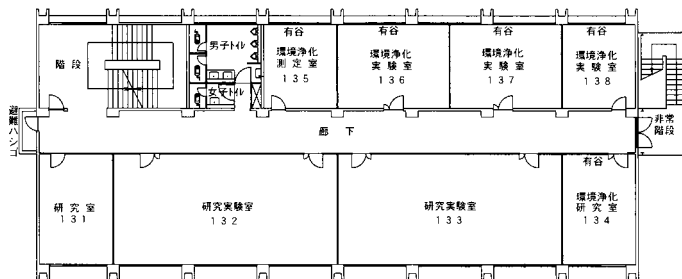 階段
男子トイレ
女子トイレ
有谷
環境浄化
測定室
135
有谷
環境浄化
実験室
136
有谷
環境浄化
実験室
137
有谷
環境浄化
実験室
138
避難ハシゴ
廊下
非常
階段
研究室
131
研究実験室
132
研究実験室
133
有谷
環境浄化
研究室
134